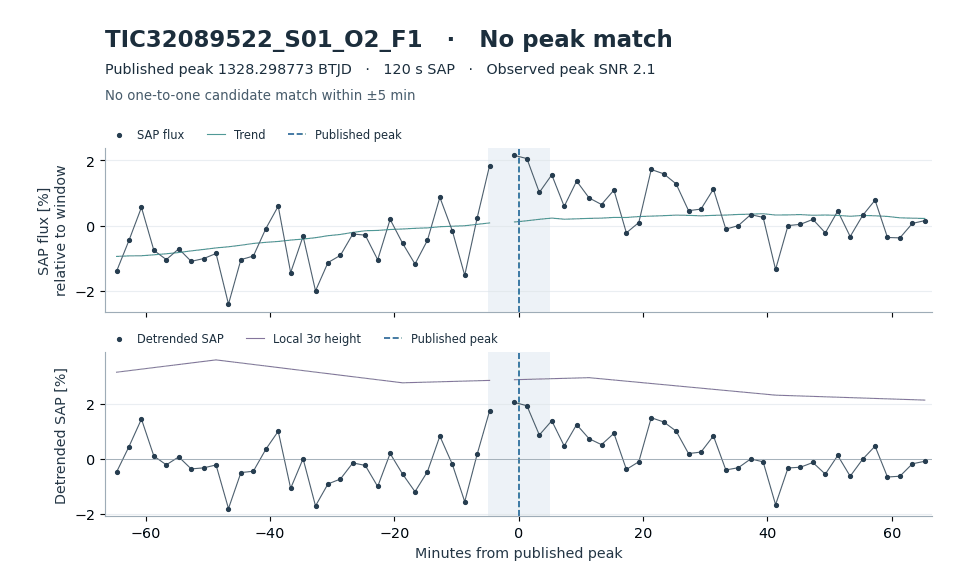 TIC32089522_S01_O2_F1 · No peak match
Published peak 1328.298773 BTJD · 120 s SAP · Observed peak SNR 2.1
No one-to-one candidate match within ±5 min
SAP flux Trend Published peak
SAP flux [%]
relative to window
2
0
−2
Detrended SAP Local 3σ height Published peak
Detrended SAP [%]
2
0
−2
−60 −40 −20 0 20 40 60
Minutes from published peak